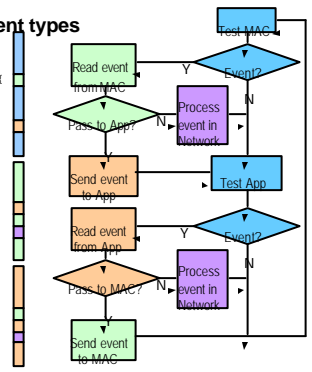 ent types
Test MAC
Read event
from MAC
Y
Event?
N
Pass to App?
N
Process
event in
Network
Y
Send event
to App
Test App
Read event
from App
Y
Event?
N
Pass to MAC?
N
Process
event in
Network
Y
Send event
to MAC